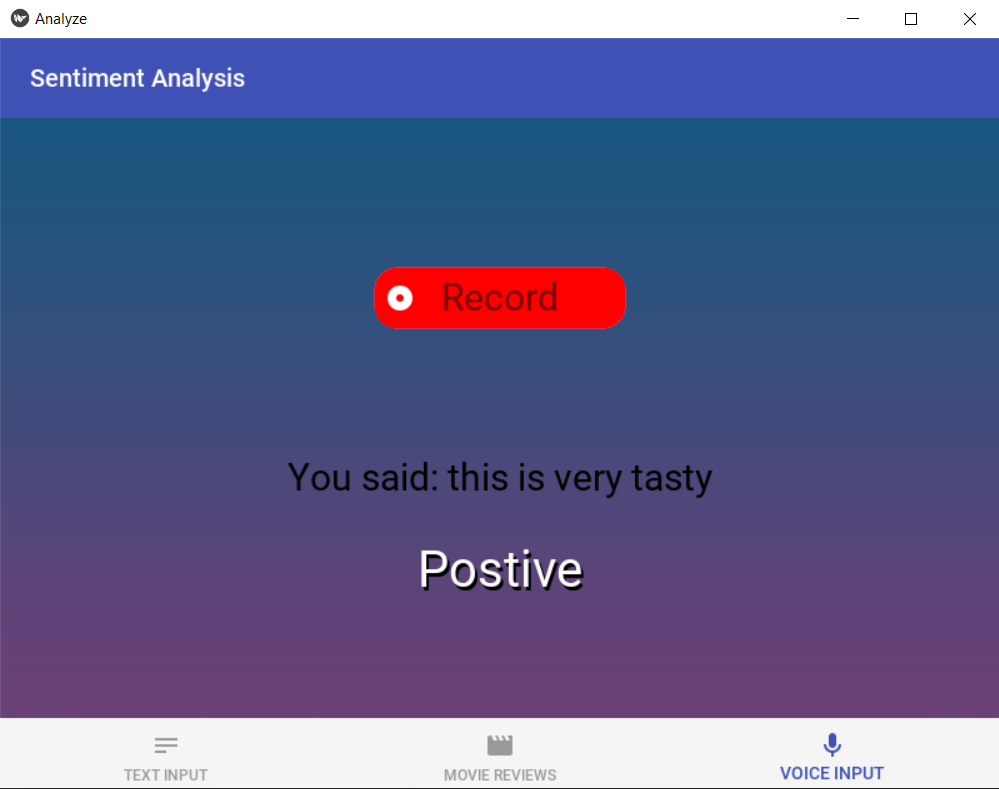 Analyze
Sentiment Analysis
Record
You said: this is very tasty
Postive
TEXT INPUT
MOVIE REVIEWS
VOICE INPUT